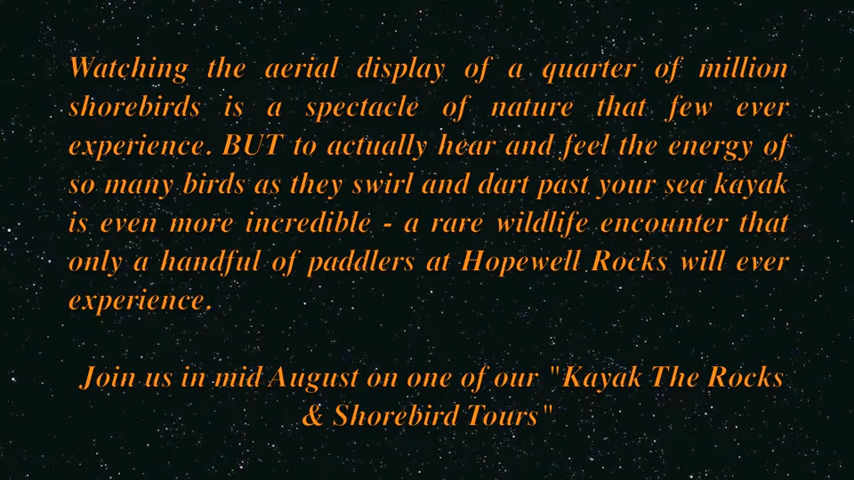 Watching the aerial display of a quarter of million
shorebirds is a spectacle of nature that few ever
experience. BUT to actually hear and feel the energy of
so many birds as they swirl and dart past your sea kayak
is even more incredible - a rare wildlife encounter that
only a handful of paddlers at Hopewell Rocks will ever
experience.
Join us in mid August on one of our "Kayak The Rocks
& Shorebird Tours"